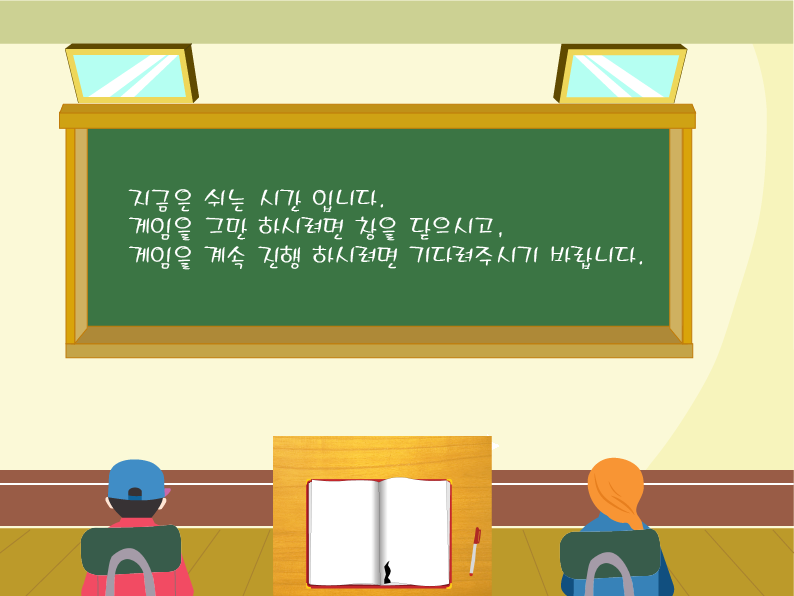 지금은 쉬는 시간 입니다.
게임을 그만 하시려면 창을 닫으시고,
게임을 계속 진행 하시려면 기다려주시기 바랍니다.